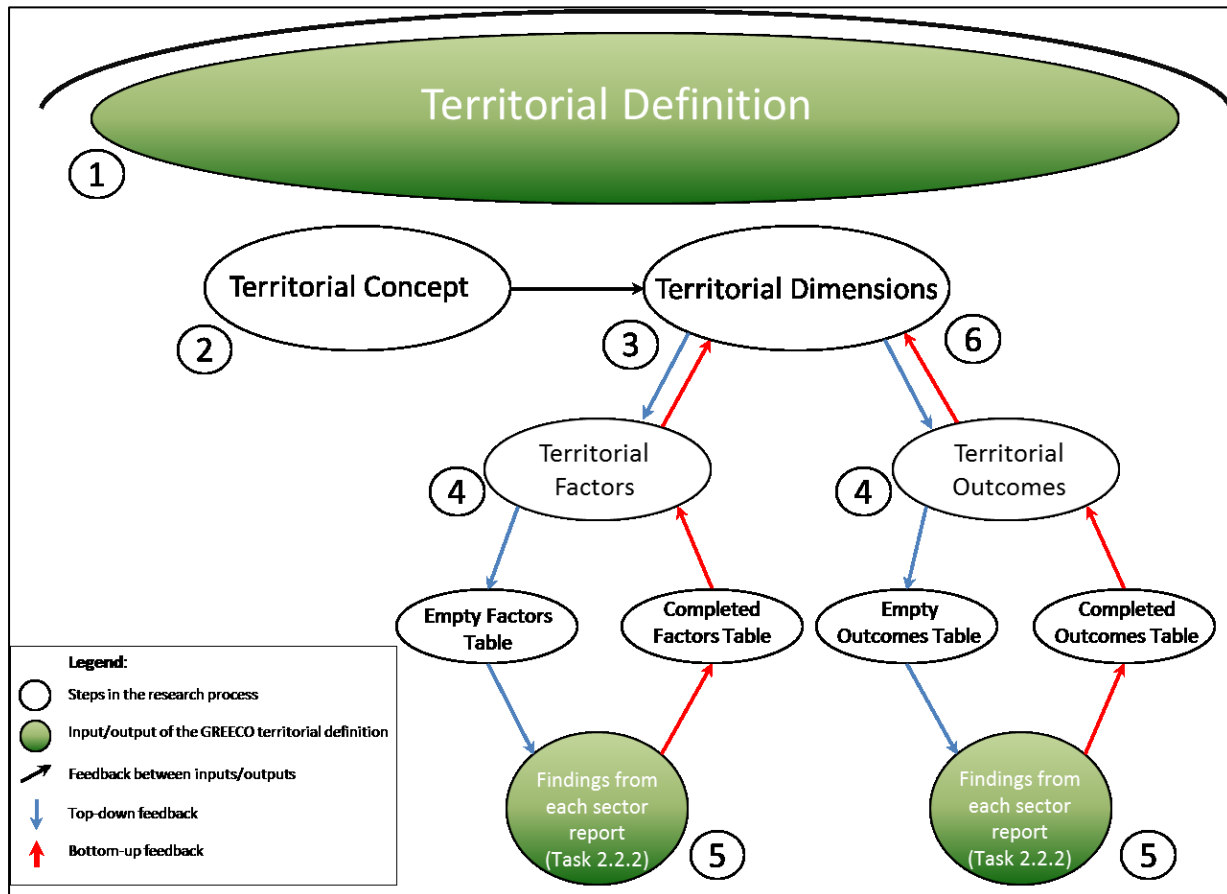 Territorial Definition
1
Territorial Concept
Territorial Dimensions
2
3
6
Territorial
Factors
Territorial
Outcomes
4
4
Empty Factors
Table
Completed
Factors Table
Empty
Outcomes Table
Completed
Outcomes Table
Legend:
Steps in the research process
Input/output of the GREECO territorial definition
Feedback between inputs/outputs
Top-down feedback
Bottom-up feedback
Findings from
each sector
report
(Task 2.2.2)
5
Findings from
each sector
report
(Task 2.2.2)
5